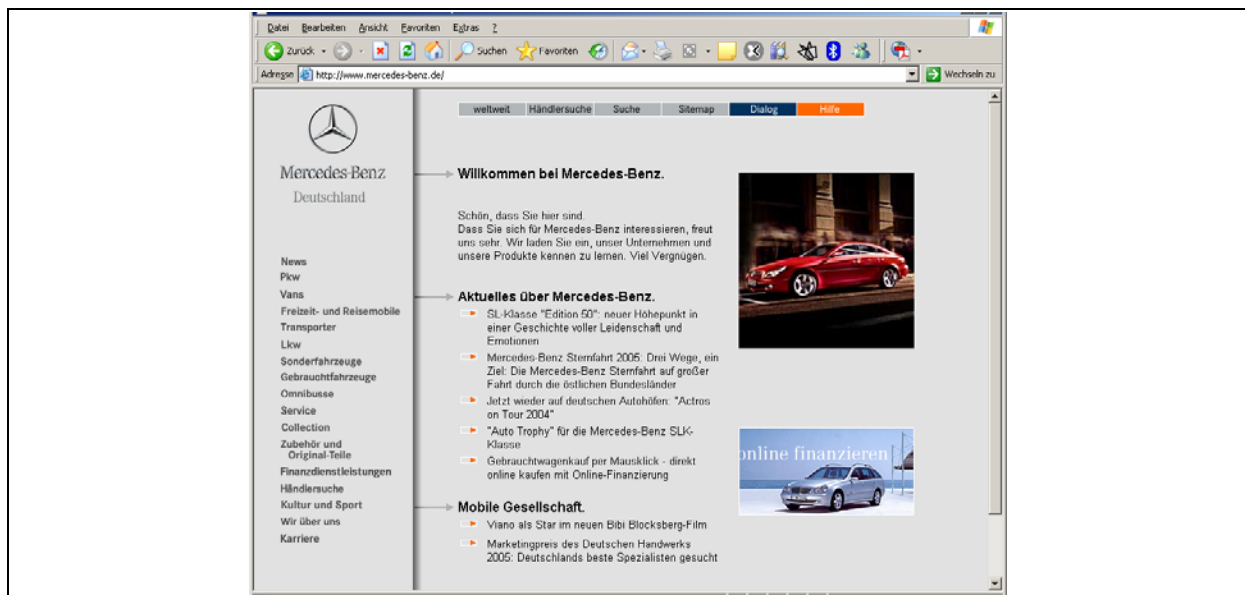 Datei Bearbeiten Ansicht Favoriten Extras ?
Zurück Suchen Favoriten
Adresse http://www.mercedes-benz.de/ Wechseln zu
weltweit Händlersuche Suche Sitemap Dialog Hilfe
Mercedes-Benz
Deutschland
News
Pkw
Vans
Freizeit- und Reisemobile
Transporter
Lkw
Sonderfahrzeuge
Gebrauchtfahrzeuge
Omnibusse
Service
Collection
Zubehör und
Original-Teile
Finanzdienstleistungen
Händlersuche
Kultur und Sport
Wir über uns
Karriere
Willkommen bei Mercedes-Benz.
Schön, dass Sie hier sind.
Dass Sie sich für Mercedes-Benz interessieren, freut
uns sehr. Wir laden Sie ein, unser Unternehmen und
unsere Produkte kennen zu lernen. Viel Vergnügen.
Aktuelles über Mercedes-Benz.
SL-Klasse "Edition 50": neuer Höhepunkt in
einer Geschichte voller Leidenschaft und
Emotionen
Mercedes-Benz Sternfahrt 2005: Drei Wege, ein
Ziel: Die Mercedes-Benz Sternfahrt auf großer
Fahrt durch die östlichen Bundesländer
Jetzt wieder auf deutschen Autohöfen: "Actros
on Tour 2004"
"Auto Trophy" für die Mercedes-Benz SLK-
Klasse
Gebrauchtwagenkauf per Mausklick - direkt
online kaufen mit Online-Finanzierung
Mobile Gesellschaft.
Viano als Star im neuen Bibi Blocksberg-Film
Marketingpreis des Deutschen Handwerks
2005: Deutschlands beste Spezialisten gesucht
online finanzieren